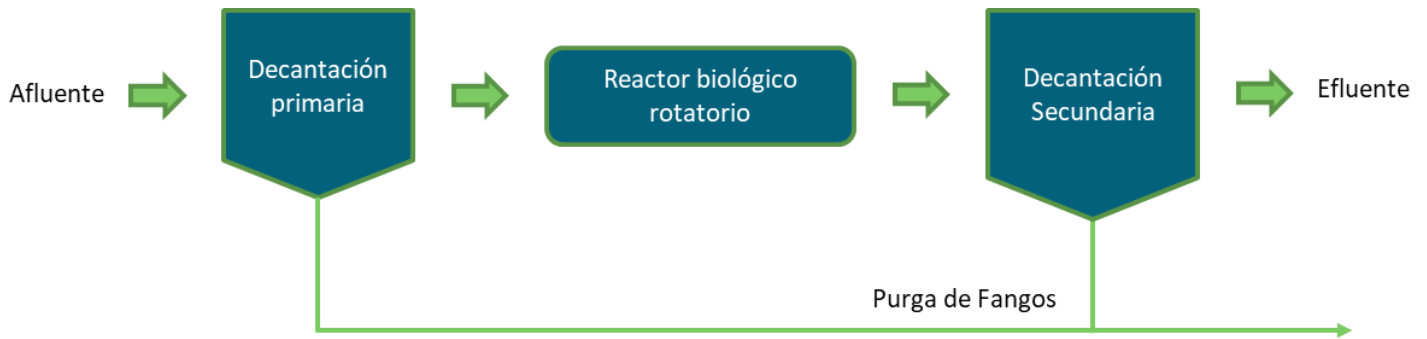 Afluente
Decantación
primaria
Reactor biológico
rotatorio
Decantación
Secundaria
Efluente
Purga de Fangos